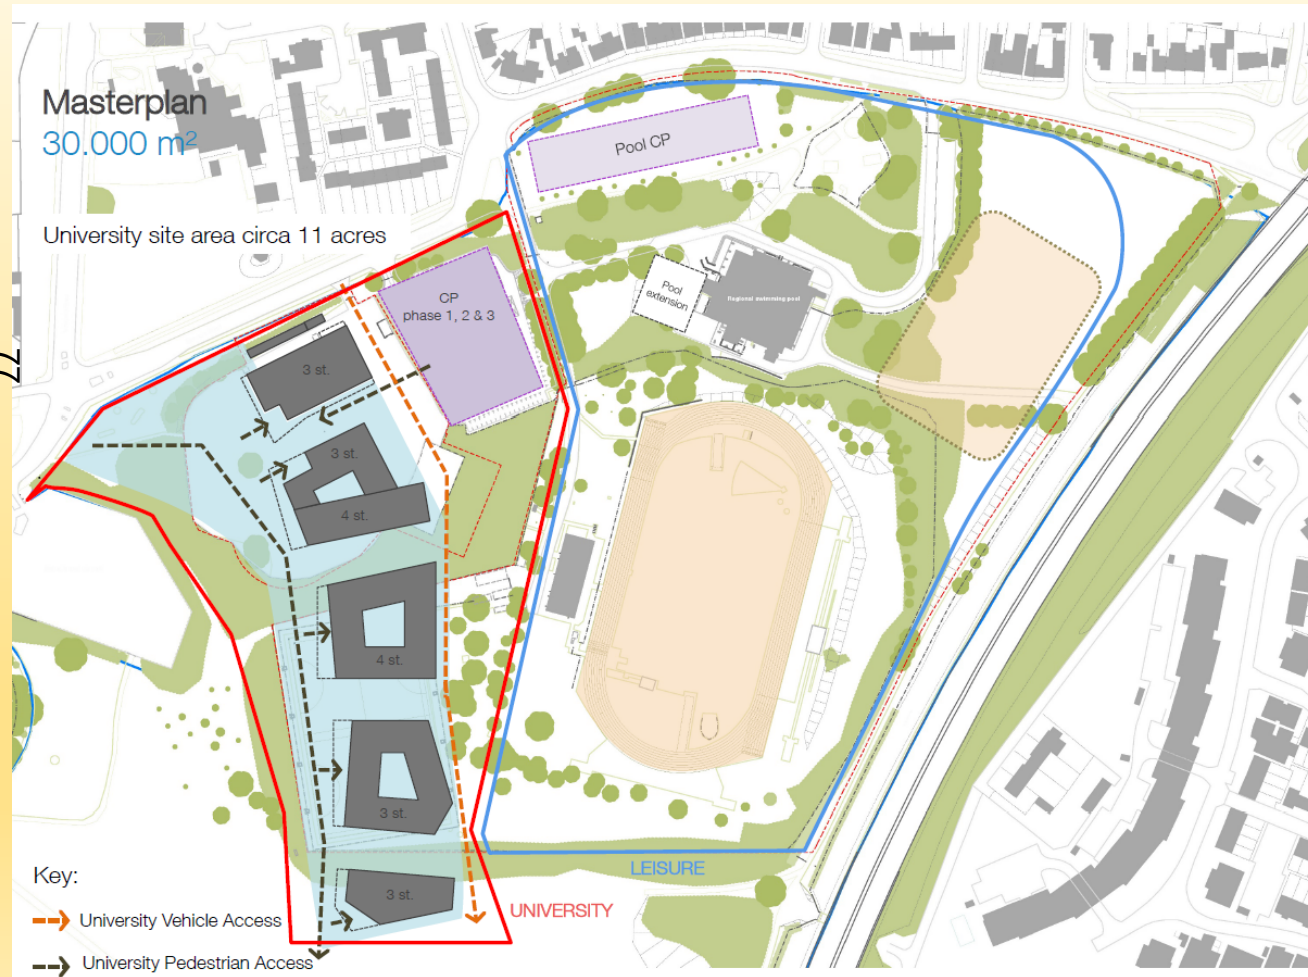 Masterplan
30.000 m²
University site area circa 11 acres
Pool CP
CP
phase 1, 2 & 3
Pool
extension
Regional swimming pool
3 st.
3 st.
4 st.
4 st.
3 st.
3 st.
22
LEISURE
UNIVERSITY
Key:
University Vehicle Access
University Pedestrian Access